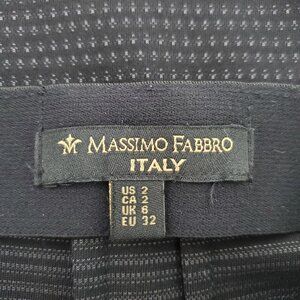 MASSIMO FABBRO
ITALY
US 2
CA 2
UK 6
EU 32